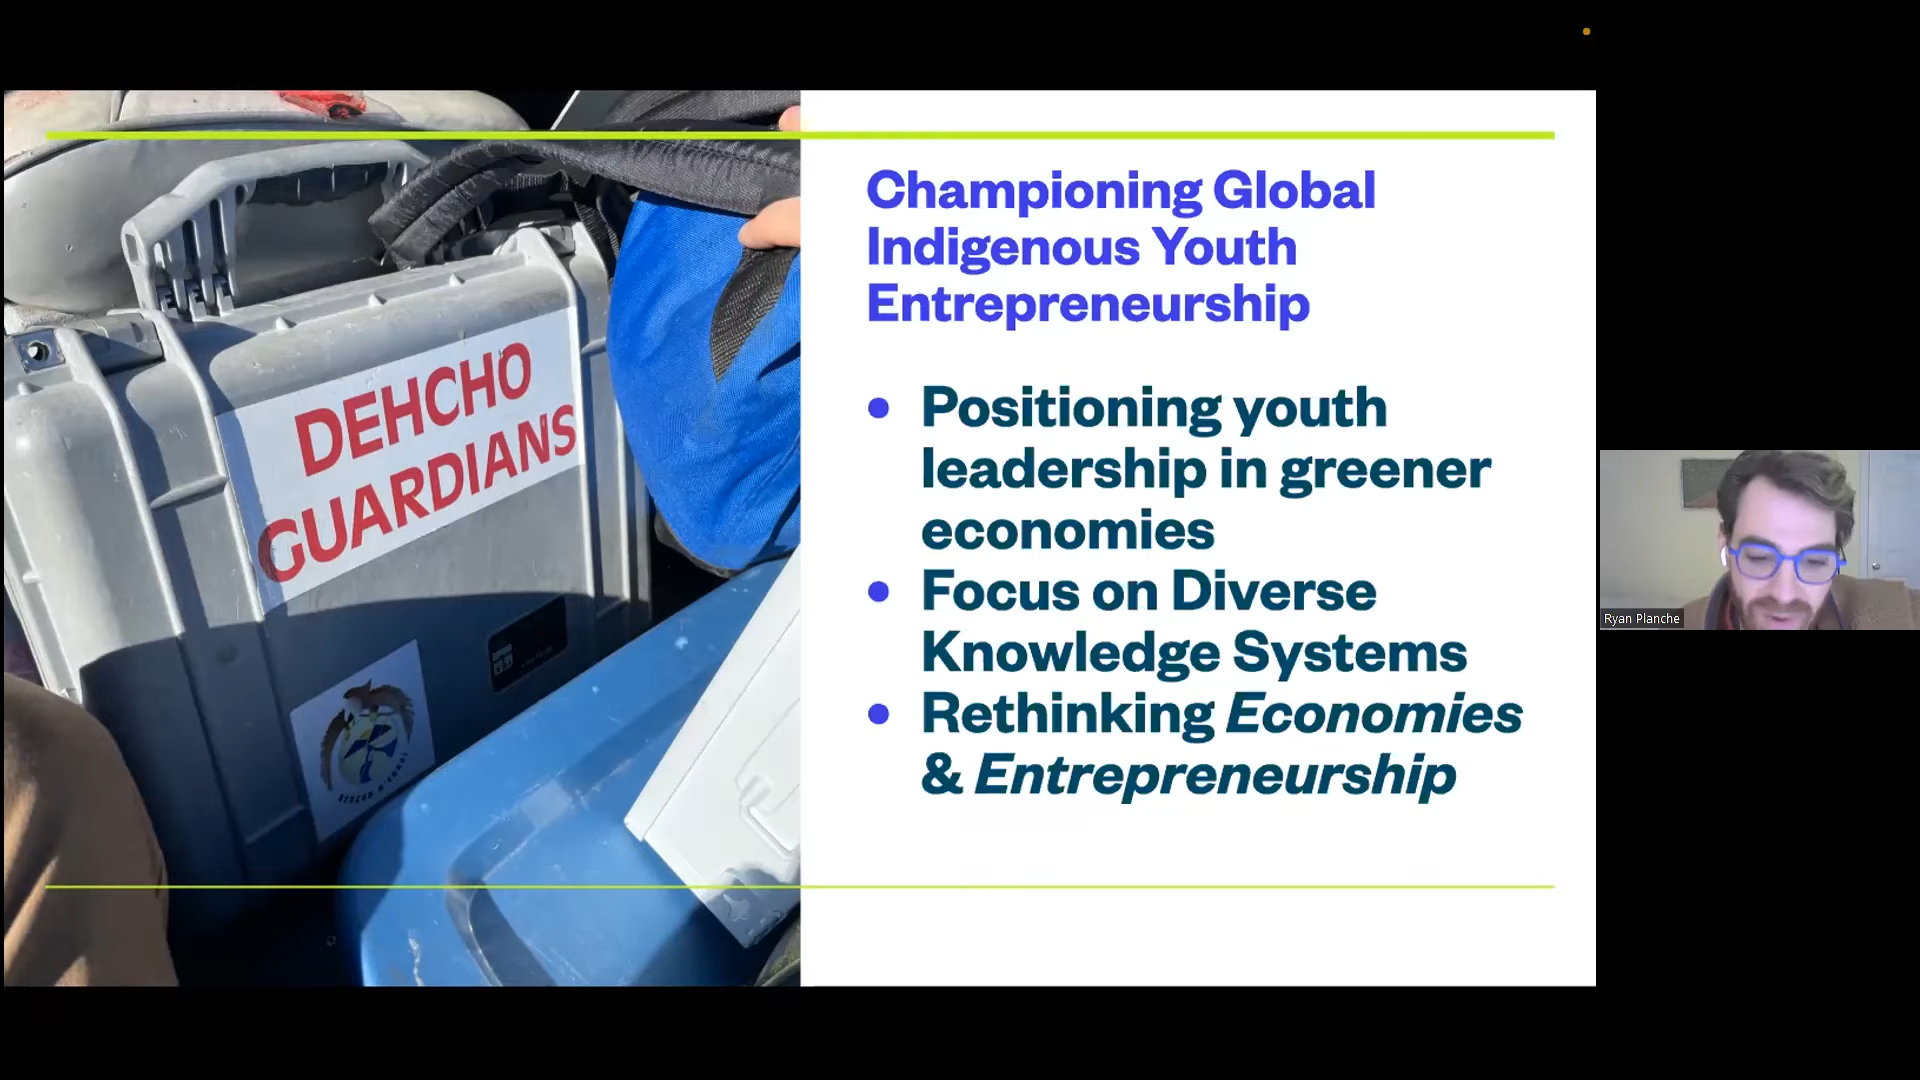 DEHCHO
GUARDIANS
Championing Global
Indigenous Youth
Entrepreneurship
• Positioning youth
leadership in greener
economies
• Focus on Diverse
Knowledge Systems
• Rethinking Economies
& Entrepreneurship
Ryan Planche